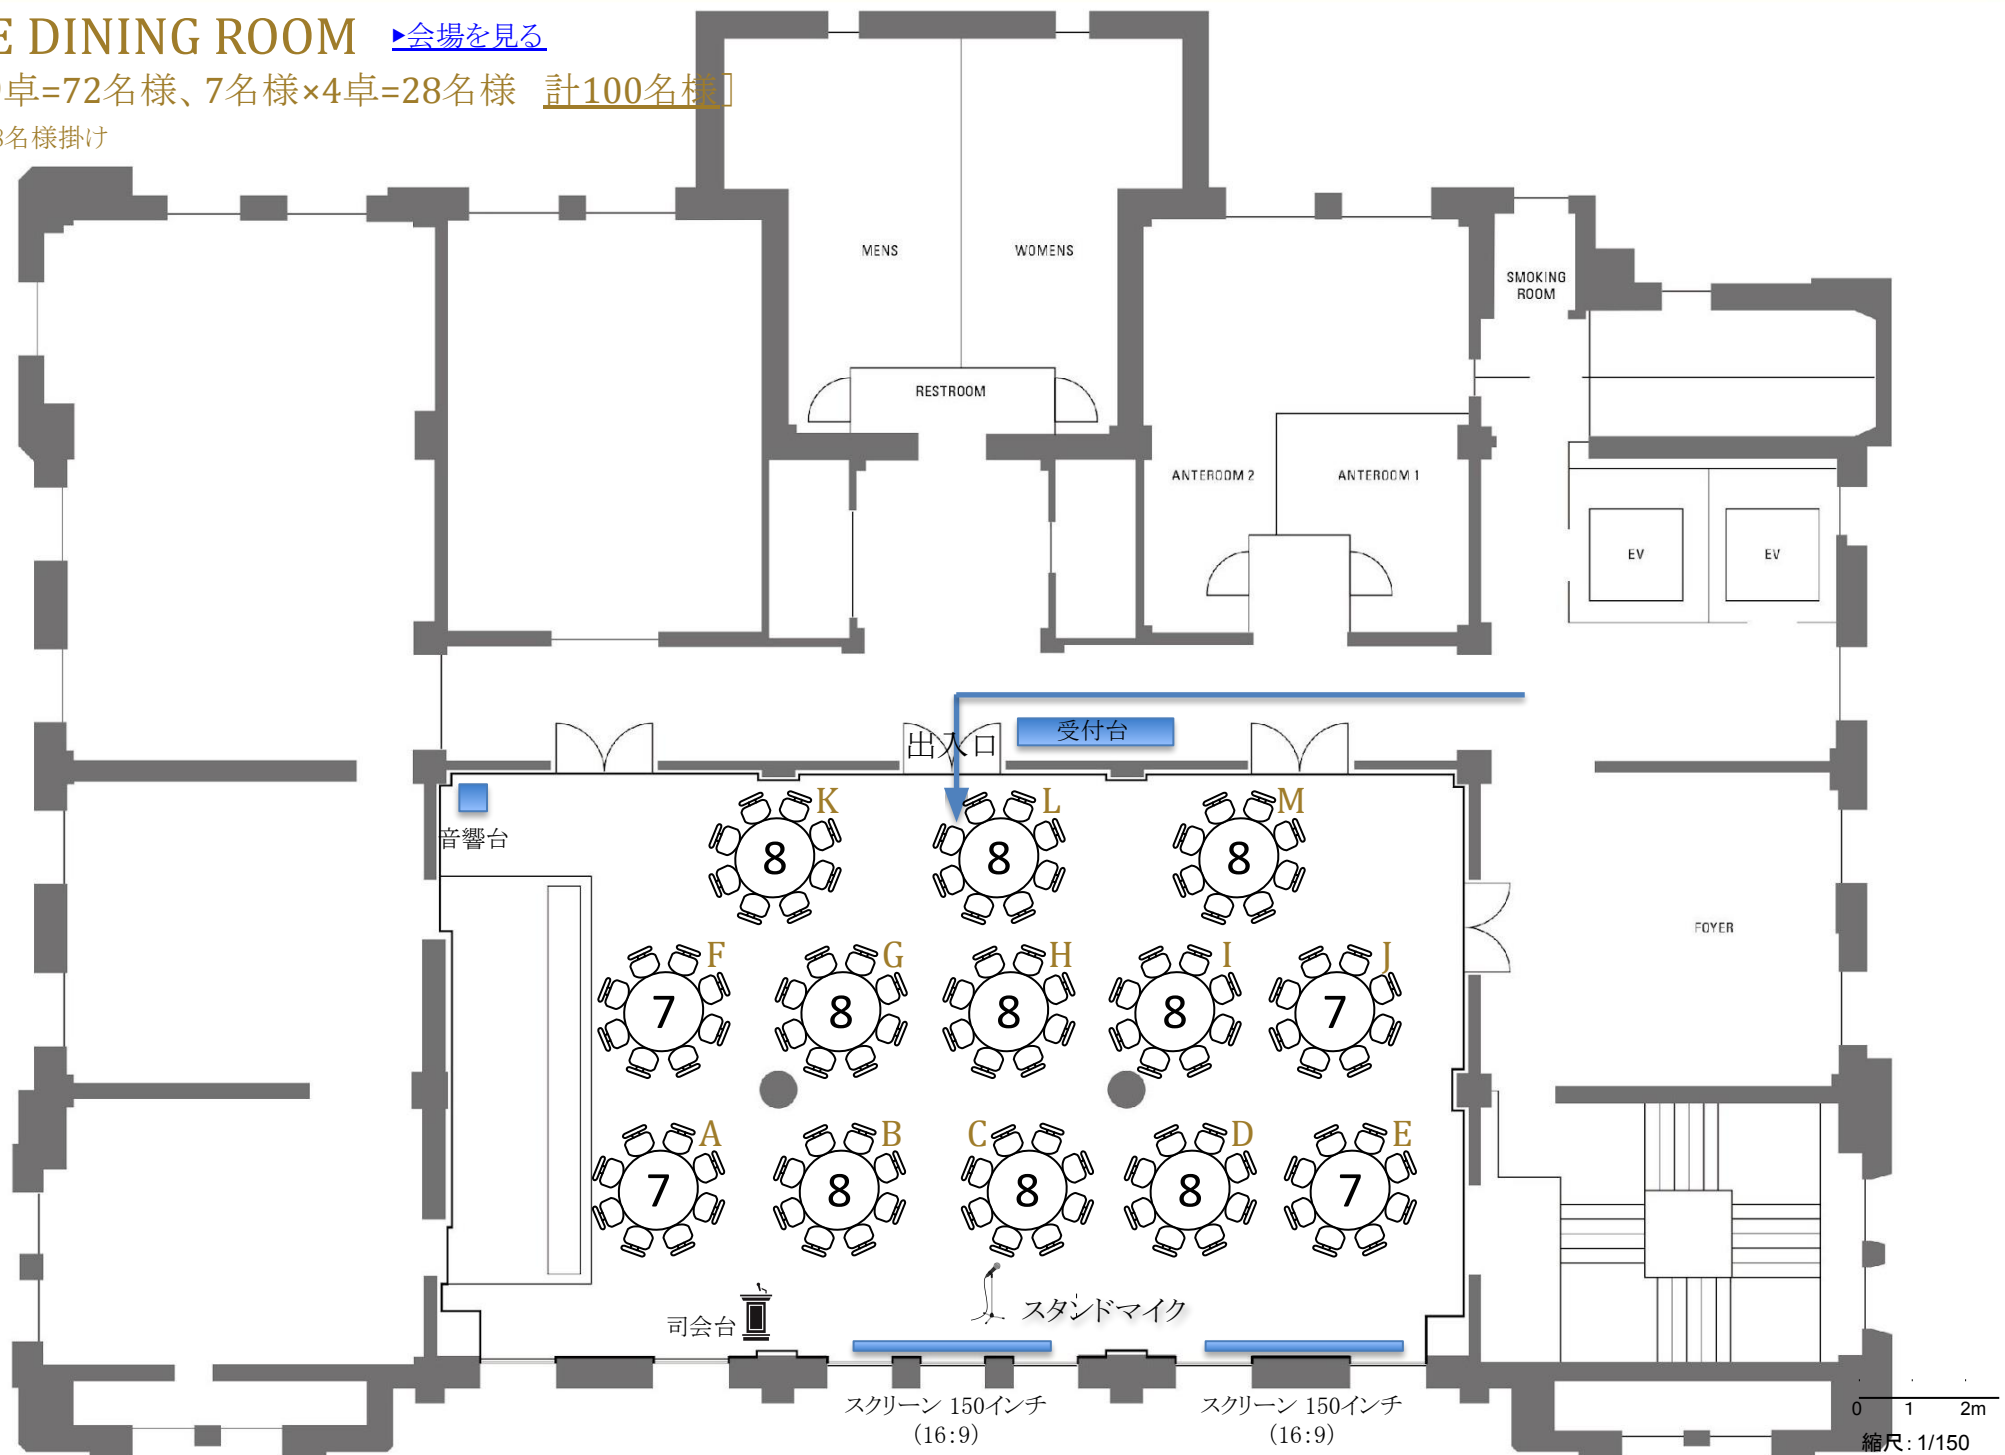 E DINING ROOM ▶会場を見る
卓=72名様、7名様×4卓=28名様 計100名様]
8名様掛け
MENS
WOMENS
SMOKING
ROOM
RESTROOM
ANTEROOM 2
ANTEROOM 1
EV
EV
受付台
出入口
音響台
K
L
M
8
8
8
FOYER
F
G
H
I
J
7
8
8
8
7
A
B
C
D
E
7
8
8
8
7
司会台
スタンドマイク
スクリーン 150インチ
(16:9)
スクリーン 150インチ
(16:9)
0 1 2m
縮尺: 1/150